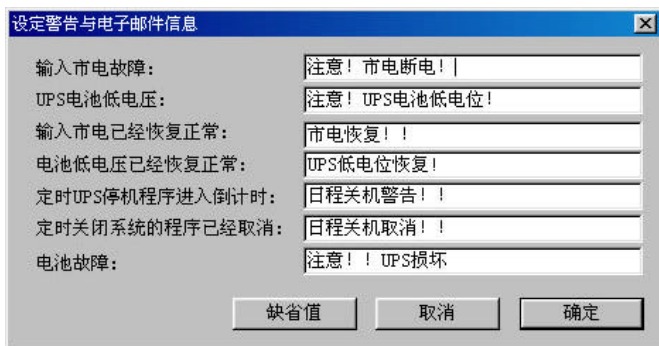 设定警告与电子邮件信息
输入市电故障: 注意! 市电断电!
UPS电池低电压: 注意! UPS电池低电位!
输入市电已经恢复正常: 市电恢复! !
电池低电压已经恢复正常: UPS低电位恢复!
定时UPS停机程序进入倒计时: 日程关机警告! !
定时关闭系统的程序已经取消: 日程关机取消! !
电池故障: 注意! ! UPS损坏
缺省值 取消 确定